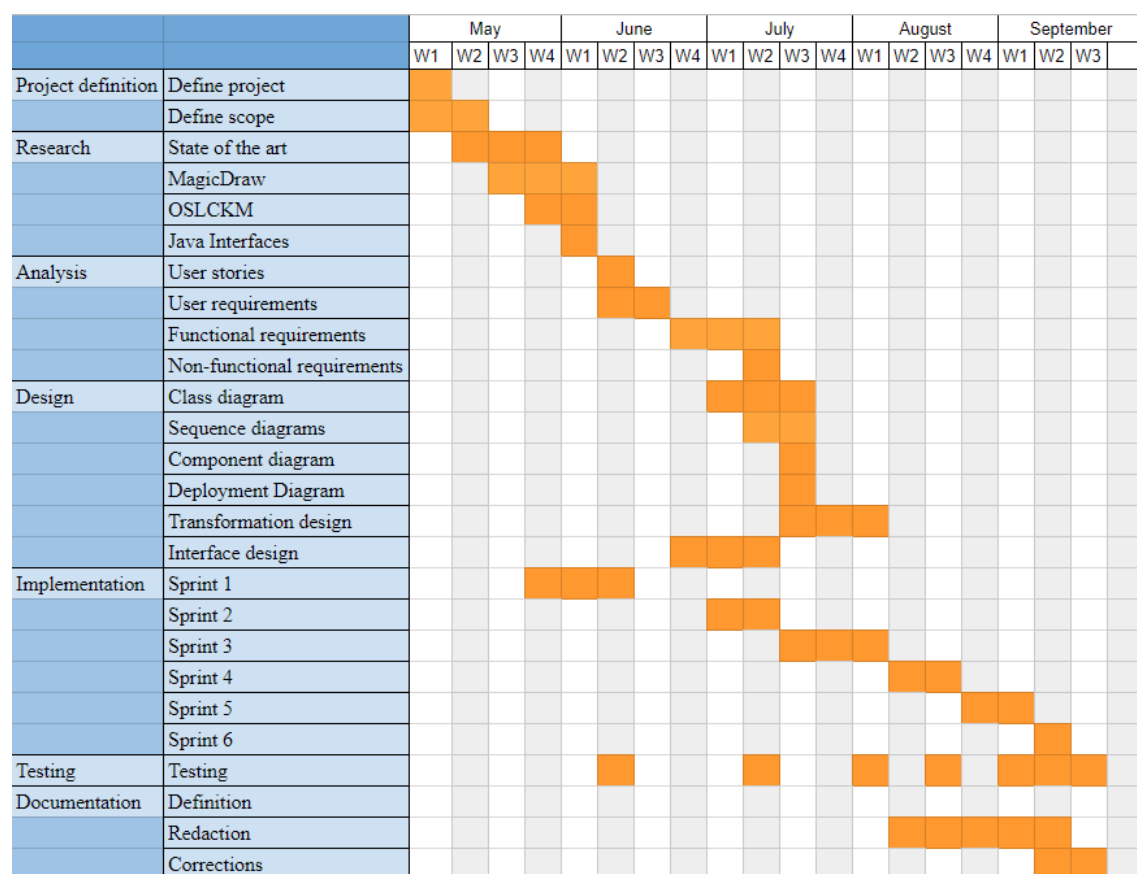 May June July August September
W1 W2 W3 W4 W1 W2 W3 W4 W1 W2 W3 W4 W1 W2 W3 W4 W1 W2 W3
Project definition Define project
Define scope
Research State of the art
MagicDraw
OSLCKM
Java Interfaces
Analysis User stories
User requirements
Functional requirements
Non-functional requirements
Design Class diagram
Sequence diagrams
Component diagram
Deployment Diagram
Transformation design
Interface design
Implementation Sprint 1
Sprint 2
Sprint 3
Sprint 4
Sprint 5
Sprint 6
Testing Testing
Documentation Definition
Redaction
Corrections